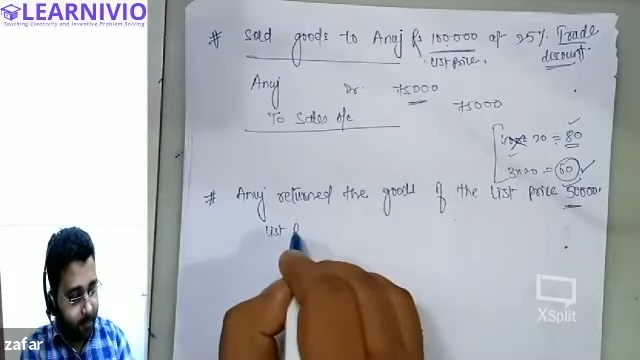 LEARNIVIO
Teaching Creativity and Inventive Problem Solving
# Sold goods to Anuj Rs 100000 at 25% Trade discount.
list price.
Anuj Dr. 75000
To Sales A/c 75000
20 = 80
3x20 = 60
# Anuj returned the goods of the list price 50000.
list P
zafar
XSplit